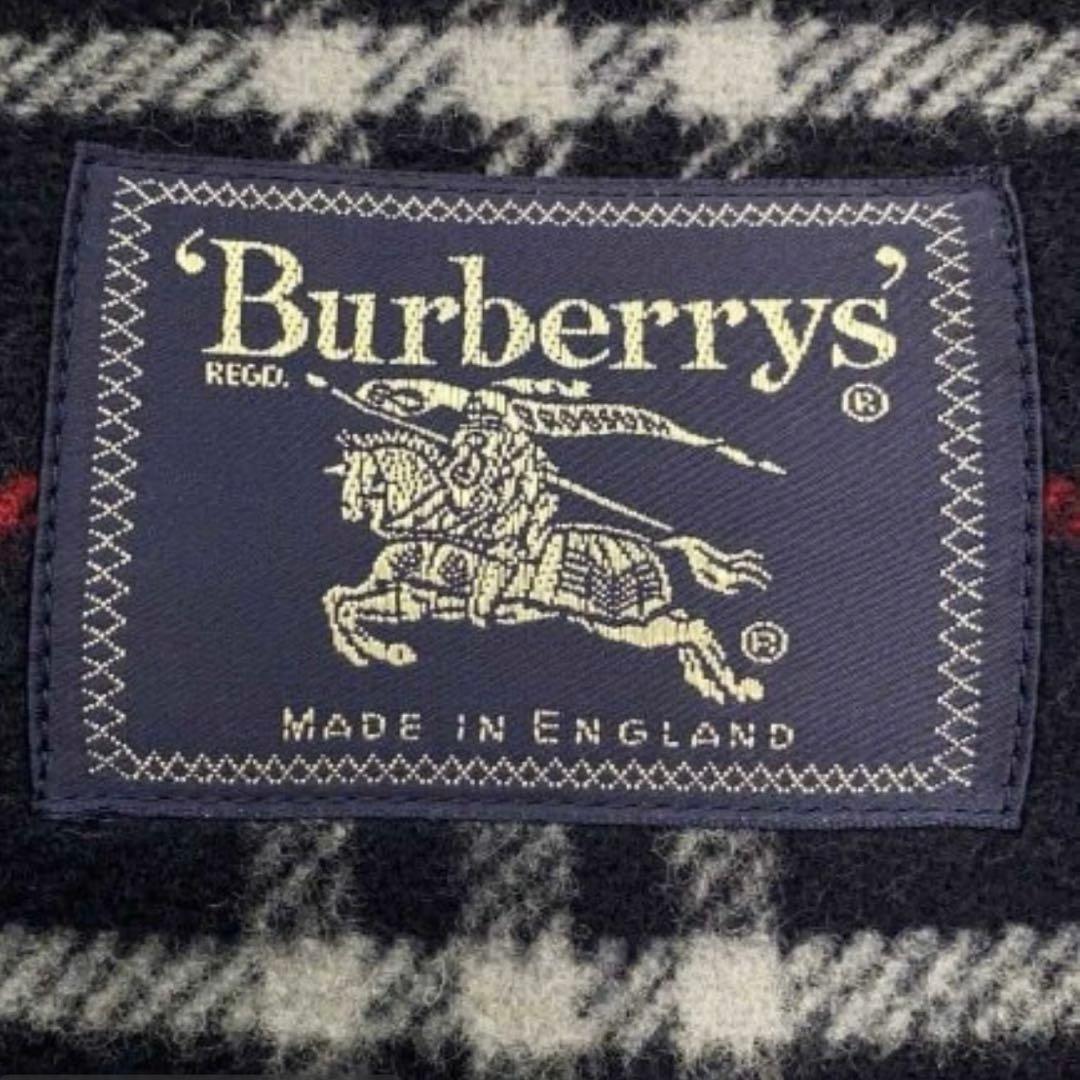 ‘Burberrys’
REGD. ®
®
MADE IN ENGLAND